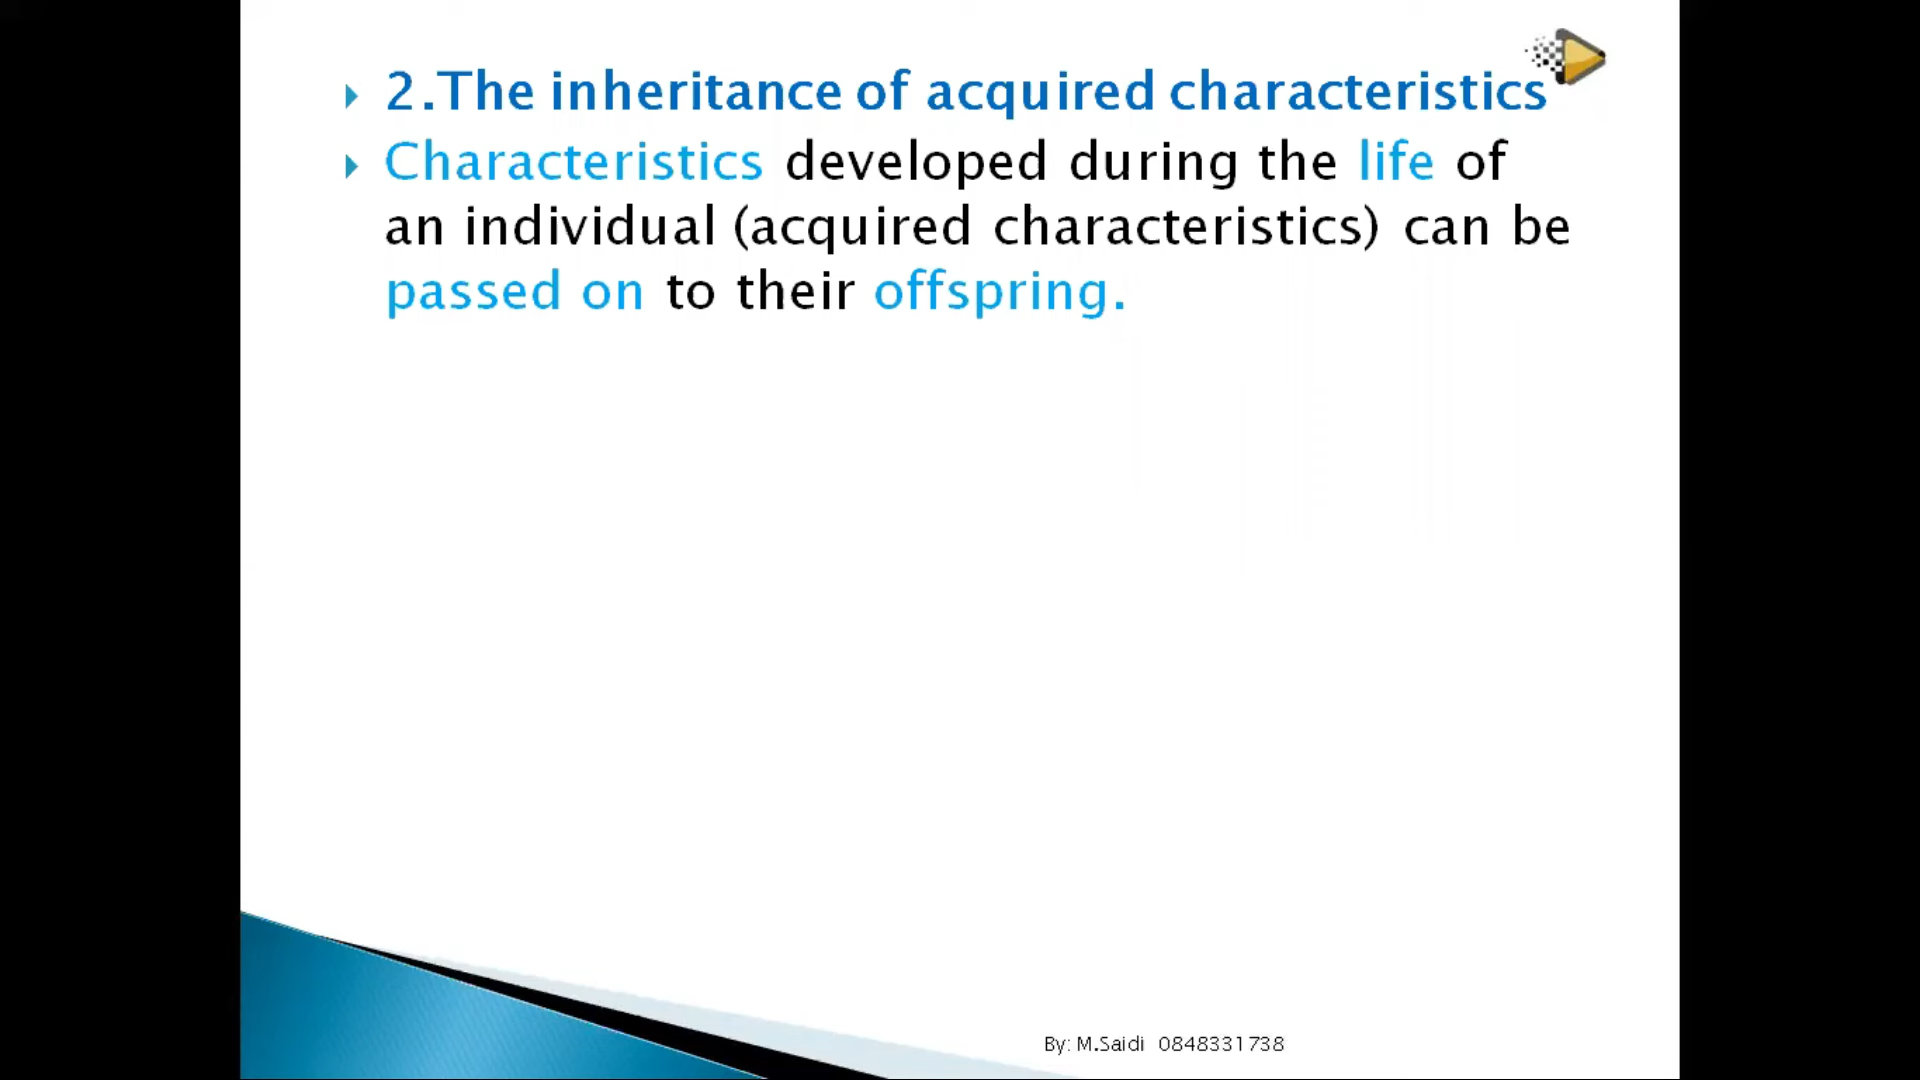 2.The inheritance of acquired characteristics
Characteristics developed during the life of
an individual (acquired characteristics) can be
passed on to their offspring.
By: M.Saidi 0848331738